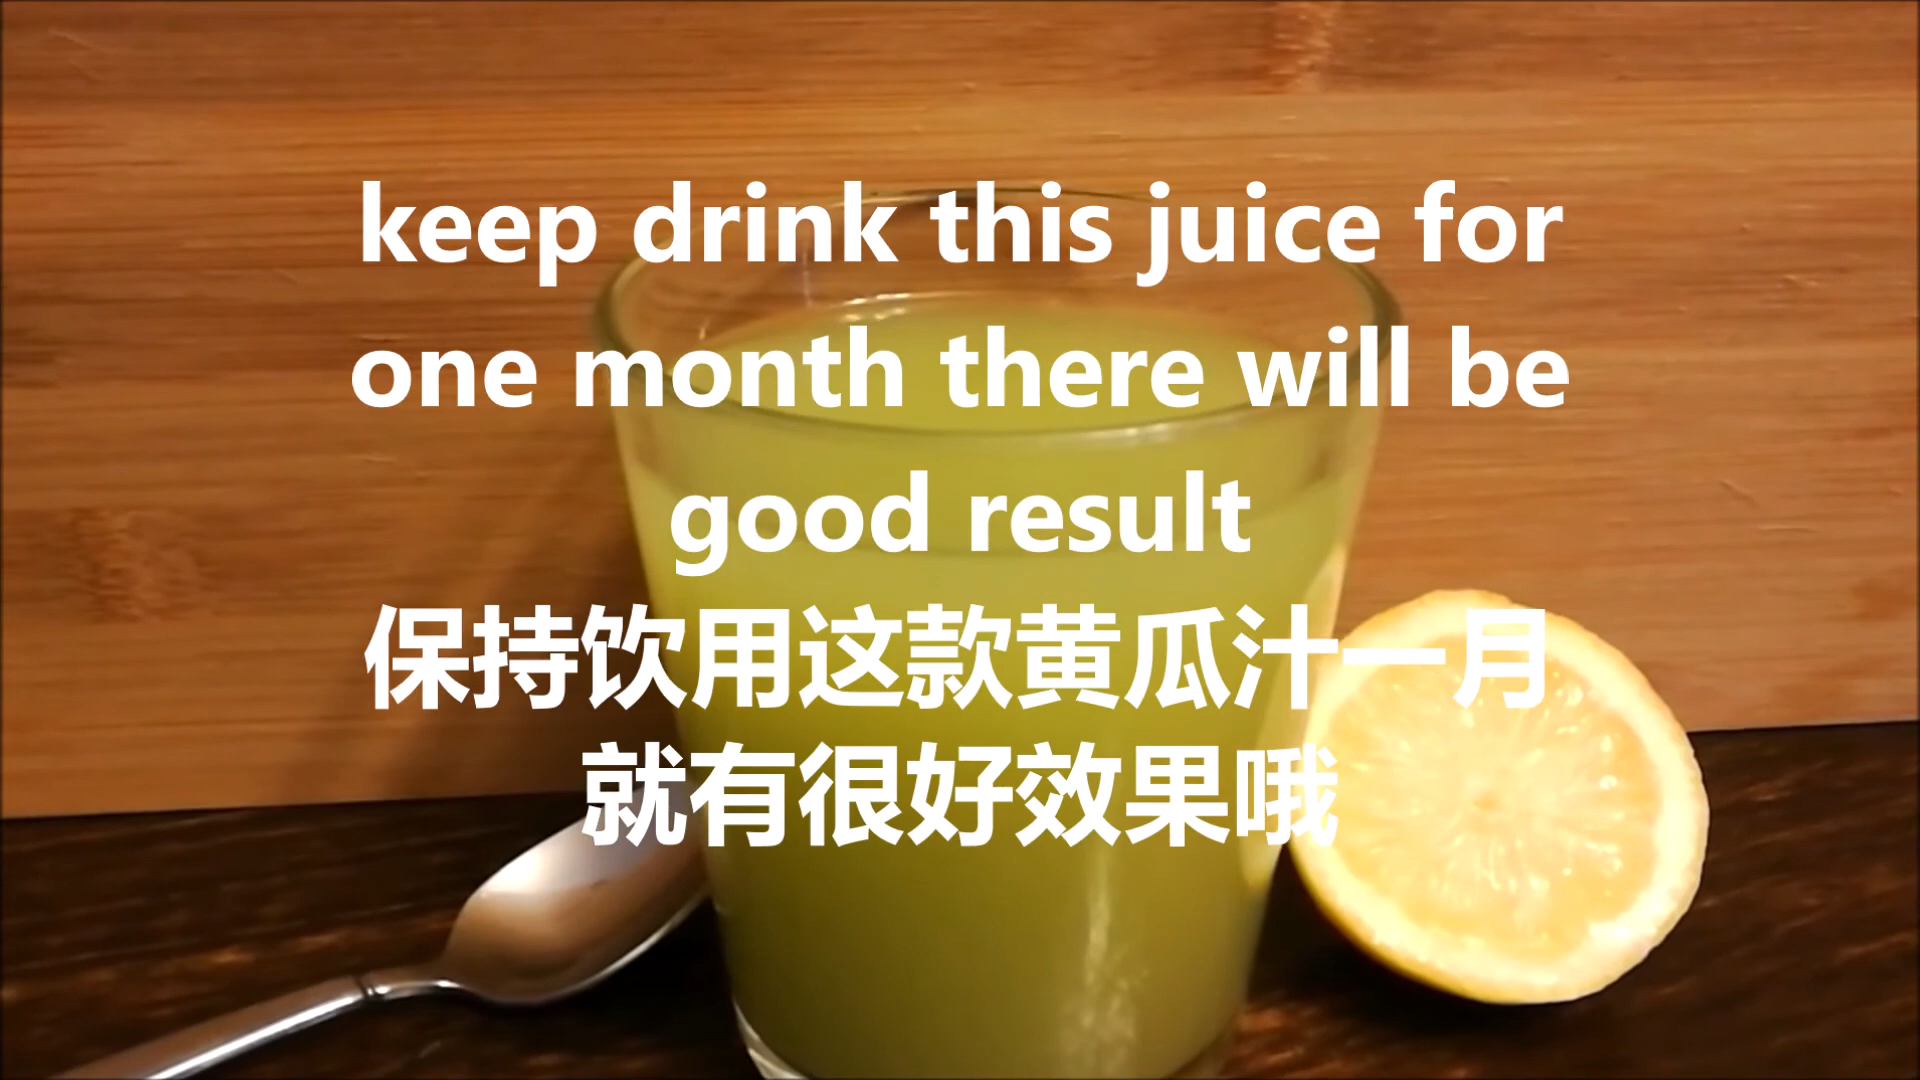 keep drink this juice for
one month there will be
good result
保持饮用这款黄瓜汁一月
就有很好效果哦